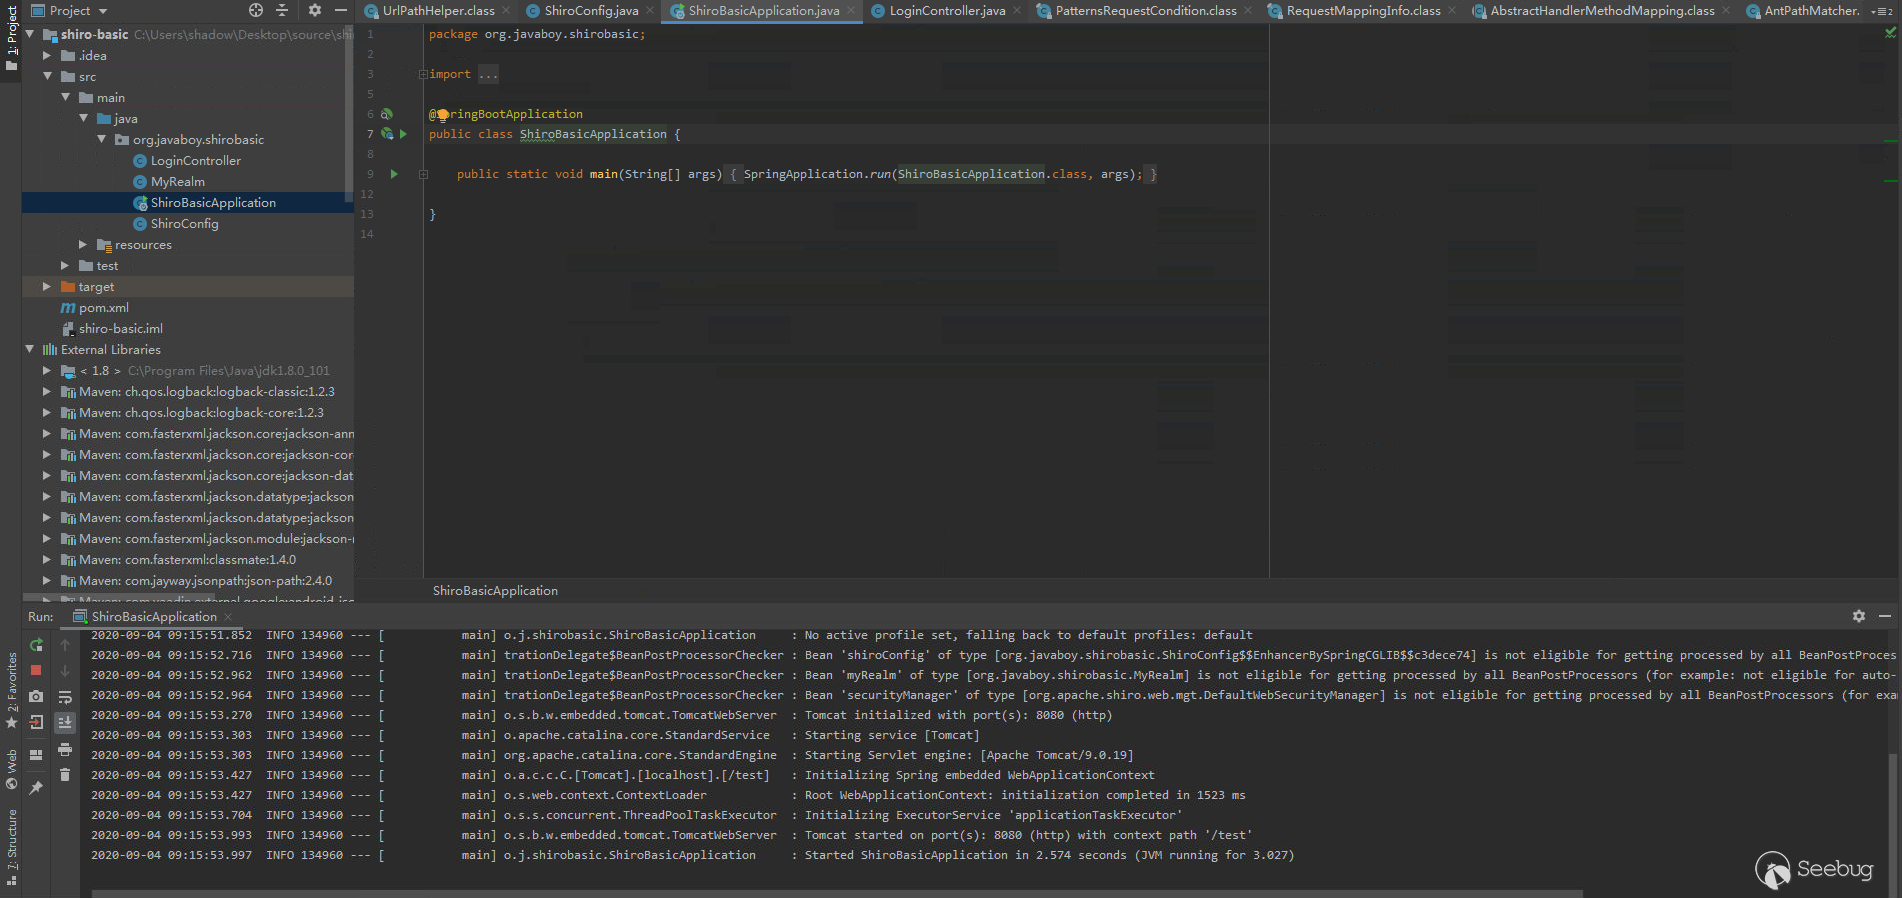 1: Project
Project
shiro-basic C:\Users\shadow\Desktop\source\shi
.idea
src
main
java
org.javaboy.shirobasic
LoginController
MyRealm
ShiroBasicApplication
ShiroConfig
resources
test
target
pom.xml
shiro-basic.iml
External Libraries
< 1.8 > C:\Program Files\Java\jdk1.8.0_101
Maven: ch.qos.logback:logback-classic:1.2.3
Maven: ch.qos.logback:logback-core:1.2.3
Maven: com.fasterxml.jackson.core:jackson-ann
Maven: com.fasterxml.jackson.core:jackson-cor
Maven: com.fasterxml.jackson.core:jackson-dat
Maven: com.fasterxml.jackson.datatype:jackson
Maven: com.fasterxml.jackson.datatype:jackson
Maven: com.fasterxml.jackson.module:jackson-
Maven: com.fasterxml:classmate:1.4.0
Maven: com.jayway.jsonpath:json-path:2.4.0
UrlPathHelper.class ShiroConfig.java ShiroBasicApplication.java LoginController.java PatternsRequestCondition.class RequestMappingInfo.class AbstractHandlerMethodMapping.class AntPathMatcher. 2
1 package org.javaboy.shirobasic;
2
3 import ...
5
6 @SpringBootApplication
7 public class ShiroBasicApplication {
8
9 public static void main(String[] args) { SpringApplication.run(ShiroBasicApplication.class, args); }
12
13 }
14
ShiroBasicApplication
Run: ShiroBasicApplication
2020-09-04 09:15:51.852 INFO 134960 --- [ main] o.j.shirobasic.ShiroBasicApplication : No active profile set, falling back to default profiles: default
2020-09-04 09:15:52.716 INFO 134960 --- [ main] trationDelegate$BeanPostProcessorChecker : Bean 'shiroConfig' of type [org.javaboy.shirobasic.ShiroConfig$$EnhancerBySpringCGLIB$$c3dece74] is not eligible for getting processed by all BeanPostProces
2020-09-04 09:15:52.962 INFO 134960 --- [ main] trationDelegate$BeanPostProcessorChecker : Bean 'myRealm' of type [org.javaboy.shirobasic.MyRealm] is not eligible for getting processed by all BeanPostProcessors (for example: not eligible for auto-
2020-09-04 09:15:52.964 INFO 134960 --- [ main] trationDelegate$BeanPostProcessorChecker : Bean 'securityManager' of type [org.apache.shiro.web.mgt.DefaultWebSecurityManager] is not eligible for getting processed by all BeanPostProcessors (for exa
2020-09-04 09:15:53.270 INFO 134960 --- [ main] o.s.b.w.embedded.tomcat.TomcatWebServer : Tomcat initialized with port(s): 8080 (http)
2020-09-04 09:15:53.303 INFO 134960 --- [ main] o.apache.catalina.core.StandardService : Starting service [Tomcat]
2020-09-04 09:15:53.303 INFO 134960 --- [ main] org.apache.catalina.core.StandardEngine : Starting Servlet engine: [Apache Tomcat/9.0.19]
2020-09-04 09:15:53.427 INFO 134960 --- [ main] o.a.c.c.C.[Tomcat].[localhost].[/test] : Initializing Spring embedded WebApplicationContext
2020-09-04 09:15:53.427 INFO 134960 --- [ main] o.s.web.context.ContextLoader : Root WebApplicationContext: initialization completed in 1523 ms
2020-09-04 09:15:53.704 INFO 134960 --- [ main] o.s.s.concurrent.ThreadPoolTaskExecutor : Initializing ExecutorService 'applicationTaskExecutor'
2020-09-04 09:15:53.993 INFO 134960 --- [ main] o.s.b.w.embedded.tomcat.TomcatWebServer : Tomcat started on port(s): 8080 (http) with context path '/test'
2020-09-04 09:15:53.997 INFO 134960 --- [ main] o.j.shirobasic.ShiroBasicApplication : Started ShiroBasicApplication in 2.574 seconds (JVM running for 3.027)
2: Favorites
Web
7: Structure
Seebug